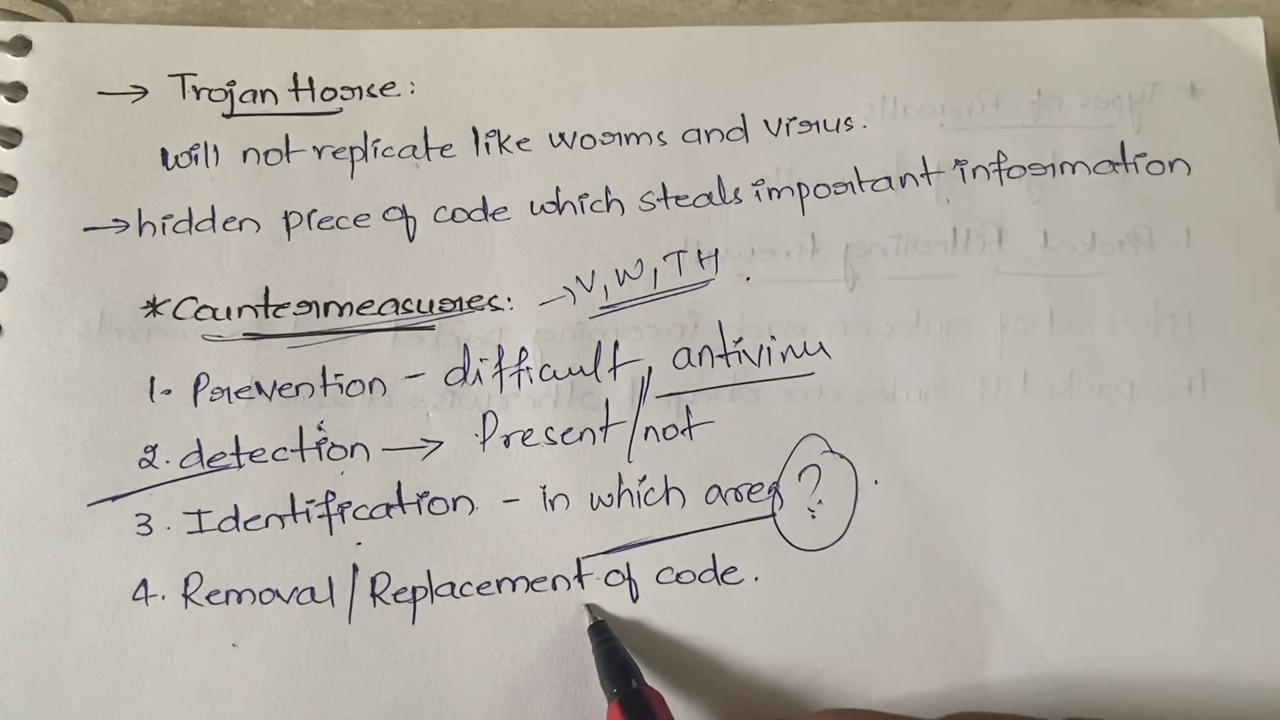 → Trojan Horse:
will not replicate like worms and virus.
→ hidden piece of code which steals important information
* Countermeasures: → V, W, TH.
1. Prevention - difficult, antiviru
2. detection → Present/not
3. Identification - in which area ?.
4. Removal/Replacement of code.